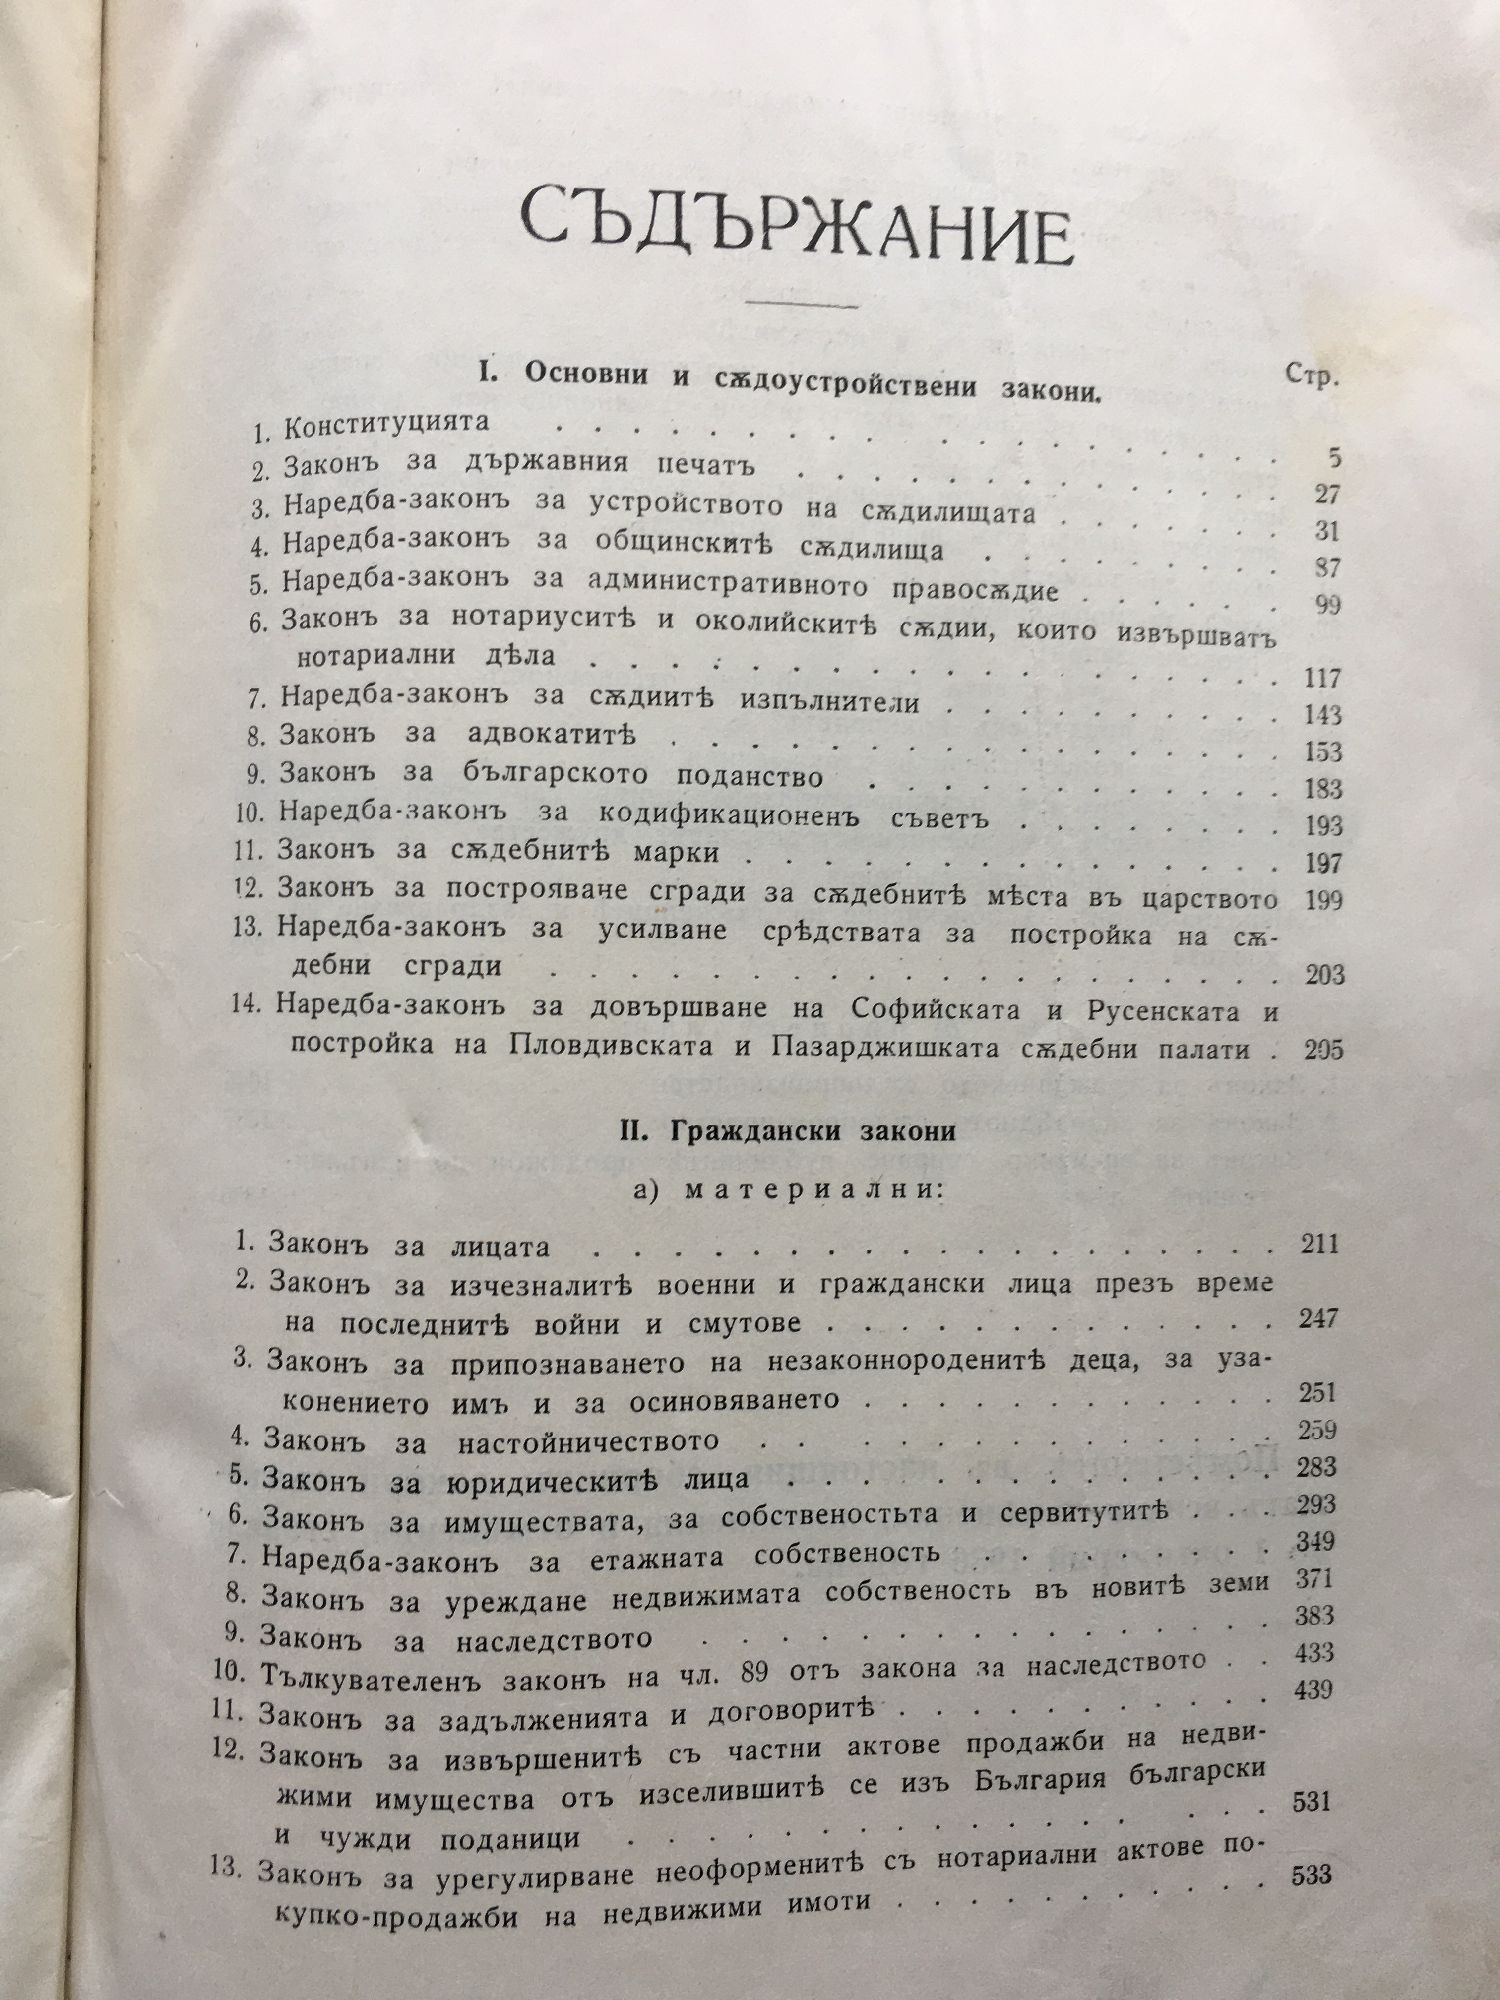 СЪДЪРЖАНИЕ
I. Основни и сѫдоустройствени закони. Стр.
1. Конституцията . . . . . . . . . . . . . . . . . 5
2. Законъ за държавния печатъ . . . . . . . . . . . . 27
3. Наредба-законъ за устройството на сѫдилищата . . . . . . 31
4. Наредба-законъ за общинскитѣ сѫдилища . . . . . . . . 87
5. Наредба-законъ за административното правосѫдие . . . . . . 99
6. Законъ за нотариуситѣ и околийскитѣ сѫдии, които извършватъ
нотариални дѣла . . . . . . . . . . . . . . . . . 117
7. Наредба-законъ за сѫдиитѣ изпълнители . . . . . . . . . 143
8. Законъ за адвокатитѣ . . . . . . . . . . . . . . . . 153
9. Законъ за българското поданство . . . . . . . . . . . 183
10. Наредба-законъ за кодификационенъ съветъ . . . . . . . 193
11. Законъ за сѫдебнитѣ марки . . . . . . . . . . . . . . 197
12. Законъ за построяване сгради за сѫдебнитѣ мѣста въ царството 199
13. Наредба-законъ за усилване срѣдствата за постройка на сѫ-
дебни сгради . . . . . . . . . . . . . . . . . . . 203
14. Наредба-законъ за довършване на Софийската и Русенската и
постройка на Пловдивската и Пазарджишката сѫдебни палати . 205
II. Граждански закони
а) материални:
1. Законъ за лицата . . . . . . . . . . . . . . . . . . 211
2. Законъ за изчезналитѣ военни и граждански лица презъ време
на последнитѣ войни и смутове . . . . . . . . . . . . 247
3. Законъ за припознаването на незаконнороденитѣ деца, за уза-
конението имъ и за осиновяването . . . . . . . . . . . 251
4. Законъ за настойничеството . . . . . . . . . . . . . 259
5. Законъ за юридическитѣ лица . . . . . . . . . . . . . 283
6. Законъ за имуществата, за собствеността и сервитутитѣ . . . 293
7. Наредба-законъ за етажната собственость . . . . . . . . 349
8. Законъ за уреждане недвижимата собственость въ новитѣ земи 371
9. Законъ за наследството . . . . . . . . . . . . . . . 383
10. Тълкувателенъ законъ на чл. 89 отъ закона за наследството . . 433
11. Законъ за задълженията и договоритѣ . . . . . . . . . . 439
12. Законъ за извършенитѣ съ частни актове продажби на недви-
жими имущества отъ изселившитѣ се изъ България български
и чужди поданици . . . . . . . . . . . . . . . . 531
13. Законъ за урегулирване неоформенитѣ съ нотариални актове по-
купко-продажби на недвижими имоти . . . . . . . . . . 533